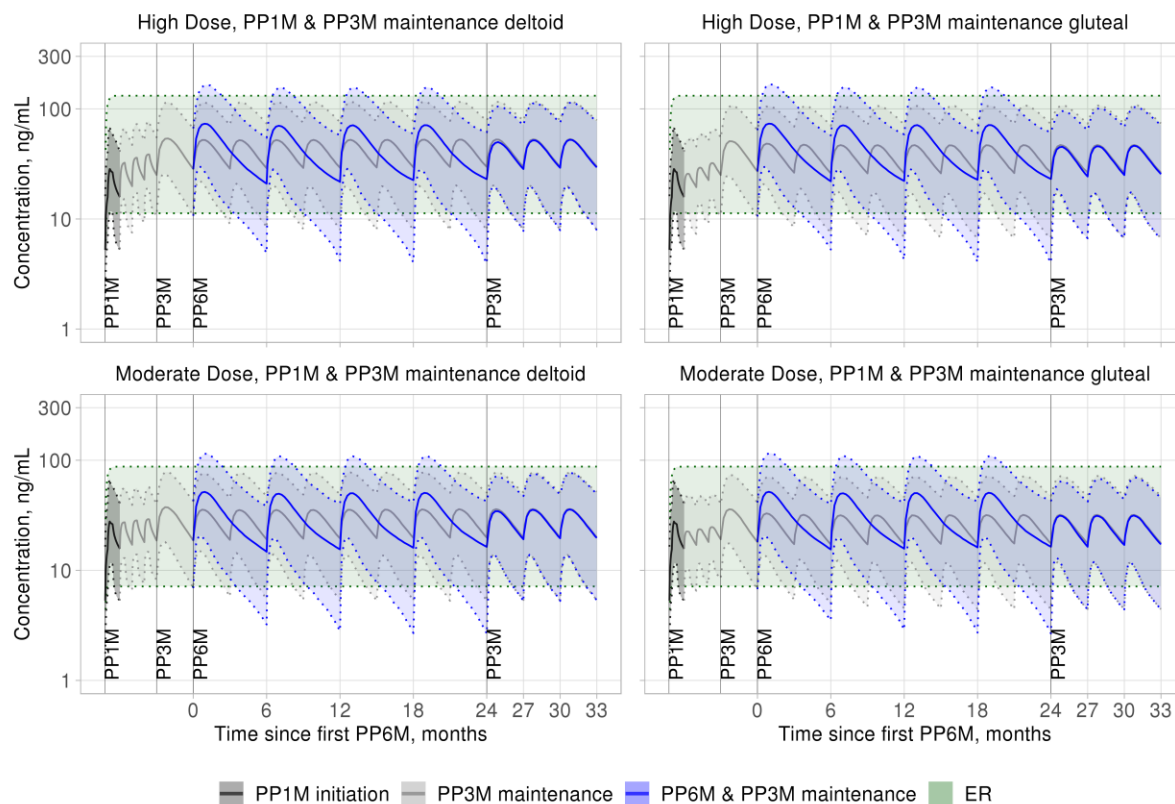 High Dose, PP1M & PP3M maintenance deltoid
High Dose, PP1M & PP3M maintenance gluteal
Concentration, ng/mL
300
100
10
1
PP1M
PP3M
PP6M
PP3M
PP1M
PP3M
PP6M
PP3M
Moderate Dose, PP1M & PP3M maintenance deltoid
Moderate Dose, PP1M & PP3M maintenance gluteal
Concentration, ng/mL
300
100
10
1
PP1M
PP3M
PP6M
PP3M
PP1M
PP3M
PP6M
PP3M
0 6 12 18 24 27 30 33
0 6 12 18 24 27 30 33
Time since first PP6M, months
Time since first PP6M, months
PP1M initiation PP3M maintenance PP6M & PP3M maintenance ER